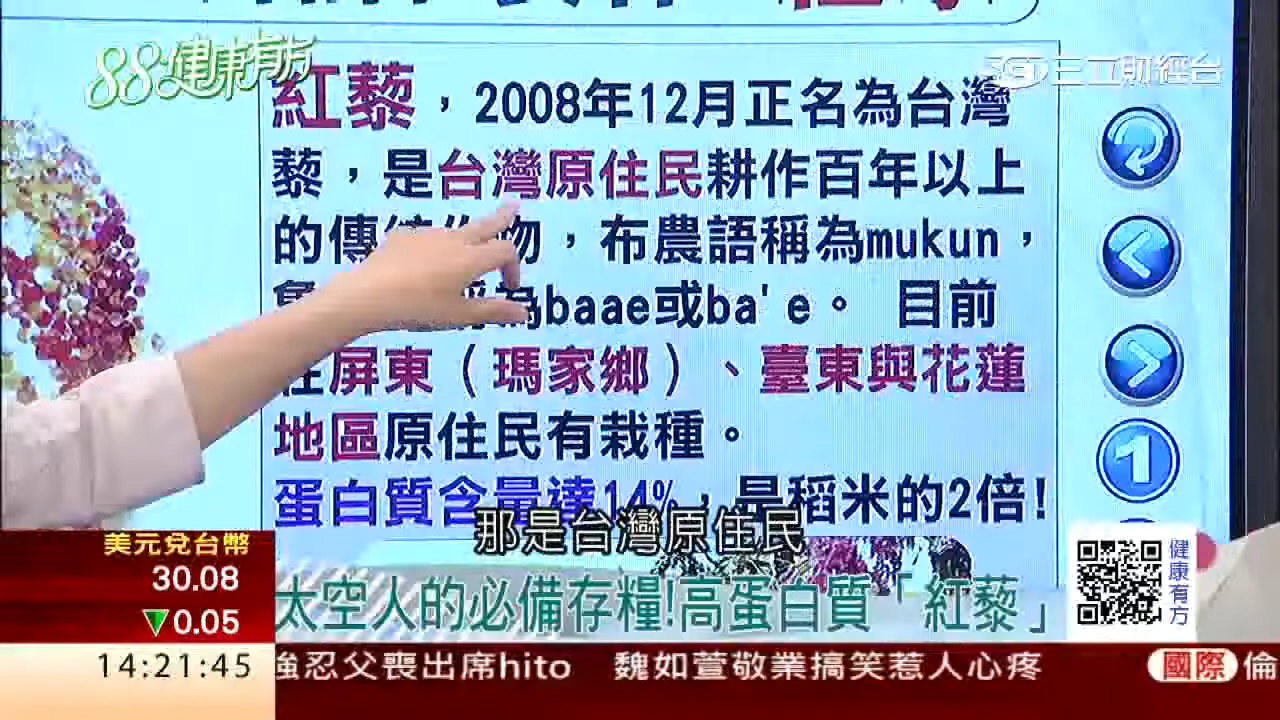 88健康有方
三立財經台
紅藜，2008年12月正名為台灣
藜，是台灣原住民耕作百年以上
的傳統作物，布農語稱為mukun，
稱為baae或ba'e。 目前
在屏東（瑪家鄉）、臺東與花蓮
地區原住民有栽種。
蛋白質含量達14%，是稻米的2倍!
1
那是台灣原住民
太空人的必備存糧!高蛋白質「紅藜」
健康有方
美元兌台幣
30.08
▼0.05
14:21:45
強忍父喪出席hito 魏如萱敬業搞笑惹人心疼
國際 倫